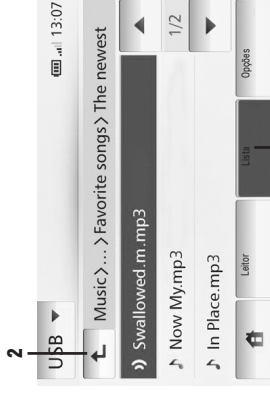 2
USB 13:07
Music > ... > Favorite songs > The newest
Swallowed.m.mp3
1/2
Now My.mp3
In Place.mp3
Leitor Lista Opções